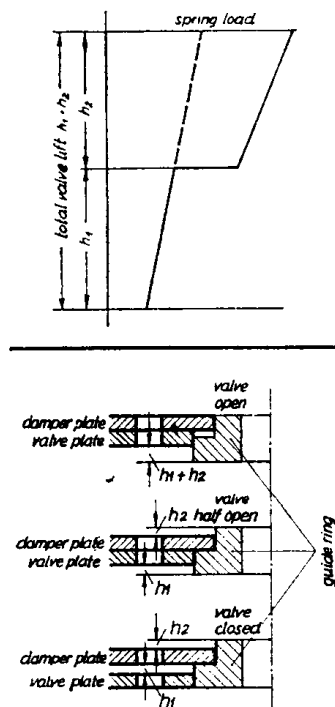 spring load
total valve lift h₁+h₂
h₂
h₁
valve
open
damper plate
valve plate
h₁+h₂
valve
h₂ half open
damper plate
valve plate
h₁
guide ring
valve
h₂ closed
damper plate
valve plate
h₁